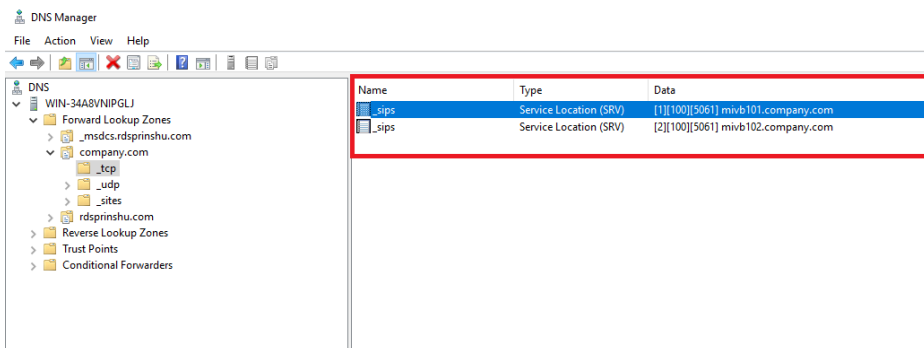 DNS Manager
File Action View Help
DNS
WIN-34A8VNIPGLJ
Forward Lookup Zones
_msdcs.rdsprinshu.com
company.com
_tcp
_udp
_sites
rdsprinshu.com
Reverse Lookup Zones
Trust Points
Conditional Forwarders
Name Type Data
_sips Service Location (SRV) [1][100][5061] mivb101.company.com
_sips Service Location (SRV) [2][100][5061] mivb102.company.com